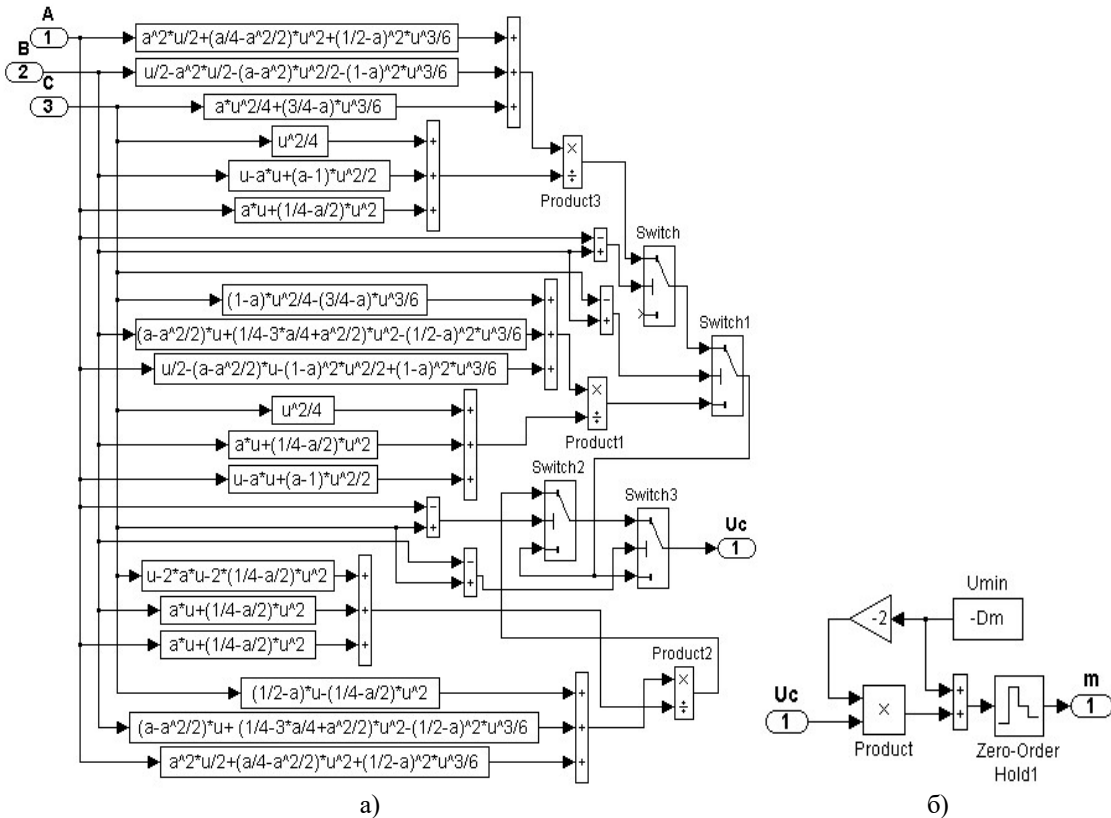 A
1
a^2*u/2+(a/4-a^2/2)*u^2+(1/2-a)^2*u^3/6
B
2
u/2-a^2*u/2-(a-a^2)*u^2/2-(1-a)^2*u^3/6
C
3
a*u^2/4+(3/4-a)*u^3/6
+
+
+
u^2/4
u-a*u+(a-1)*u^2/2
a*u+(1/4-a/2)*u^2
+
+
+
×
÷
Product3
−
+
Switch
−
+
(1-a)*u^2/4-(3/4-a)*u^3/6
(a-a^2/2)*u+(1/4-3*a/4+a^2/2)*u^2-(1/2-a)^2*u^3/6
u/2-(a-a^2/2)*u-(1-a)^2*u^2/2+(1-a)^2*u^3/6
+
+
+
Switch1
×
÷
Product1
u^2/4
a*u+(1/4-a/2)*u^2
u-a*u+(a-1)*u^2/2
+
+
+
Switch2
Switch3
−
+
−
+
Uc
1
u-2*a*u-2*(1/4-a/2)*u^2
a*u+(1/4-a/2)*u^2
a*u+(1/4-a/2)*u^2
+
+
+
Product2
×
÷
(1/2-a)*u-(1/4-a/2)*u^2
(a-a^2/2)*u+ (1/4-3*a/4+a^2/2)*u^2-(1/2-a)^2*u^3/6
a^2*u/2+(a/4-a^2/2)*u^2+(1/2-a)^2*u^3/6
+
+
+
а)
Umin
-2
-Dm
Uc
1
×
Product
+
+
Zero-Order
Hold1
m
1
б)